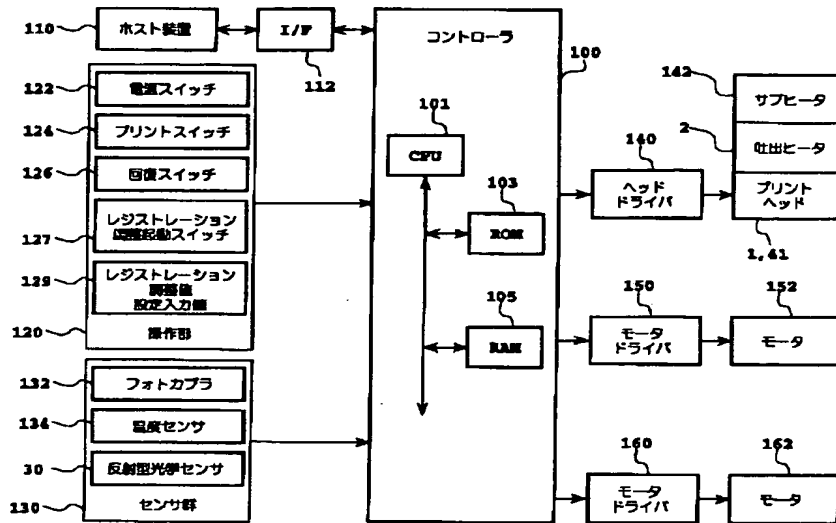 110
ホスト装置
I/F
112
コントローラ
100
122
電源スイッチ
124
プリントスイッチ
126
回復スイッチ
127
レジストレーション
調整起動スイッチ
129
レジストレーション
調整値
設定入力値
120
操作部
132
フォトカプラ
134
温度センサ
30
反射型光学センサ
130
センサ群
101
CPU
103
ROM
105
RAM
140
ヘッド
ドライバ
142
サブヒータ
2
吐出ヒータ
プリント
ヘッド
1,41
150
モータ
ドライバ
152
モータ
160
モータ
ドライバ
162
モータ